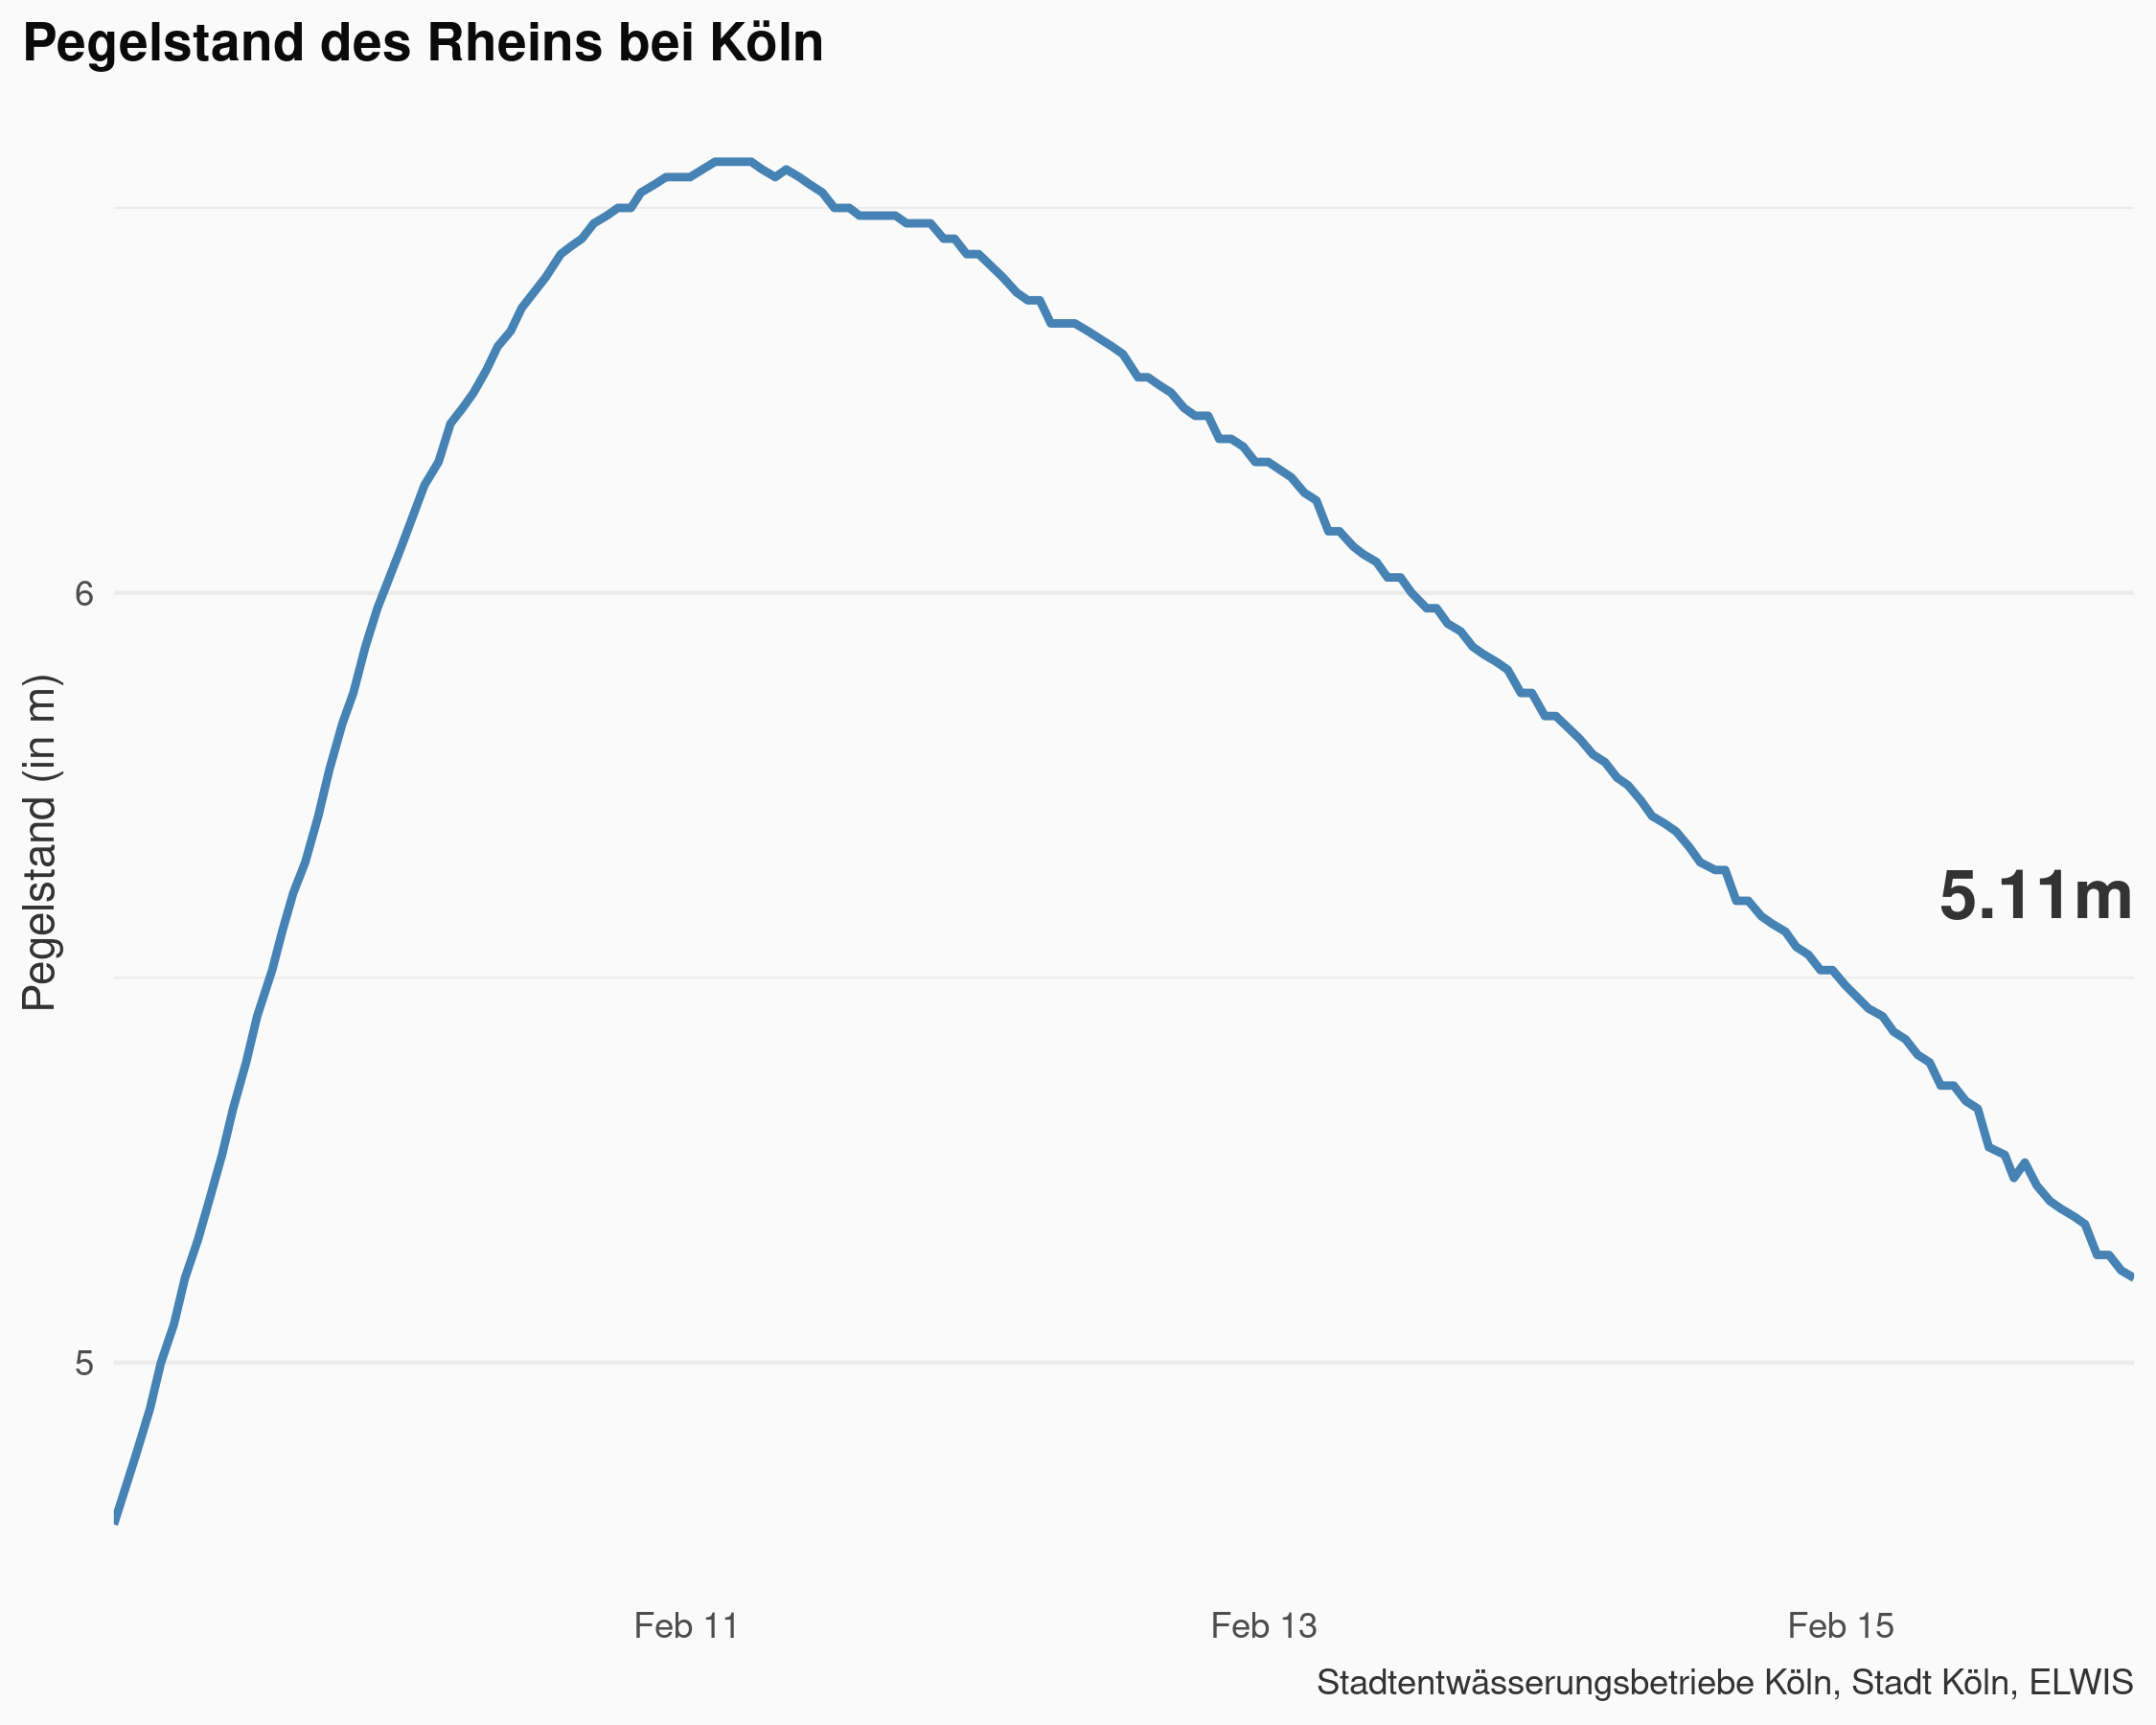 Pegelstand des Rheins bei Köln
Pegelstand (in m)
6
5
5.11m
Feb 11
Feb 13
Feb 15
Stadtentwässerungsbetriebe Köln, Stadt Köln, ELWIS